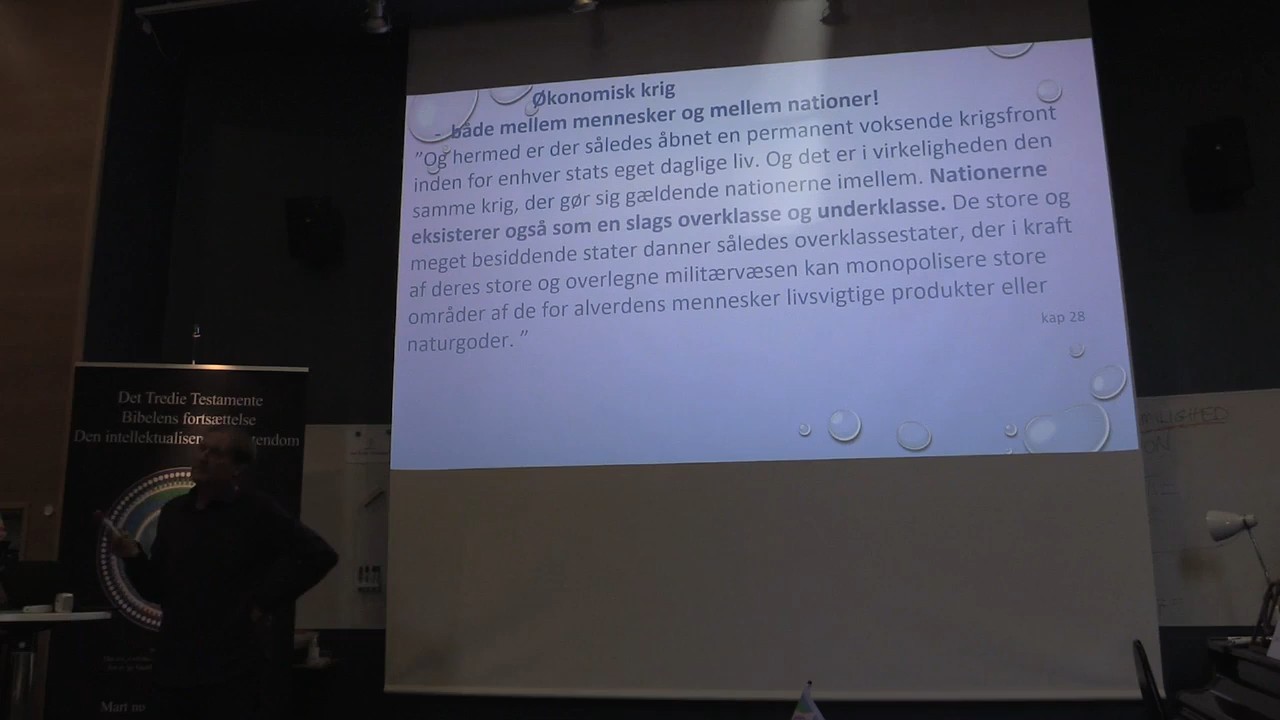 Økonomisk krig
- både mellem mennesker og mellem nationer!
”Og hermed er der således åbnet en permanent voksende krigsfront
inden for enhver stats eget daglige liv. Og det er i virkeligheden den
samme krig, der gør sig gældende nationerne imellem. Nationerne
eksisterer også som en slags overklasse og underklasse. De store og
meget besiddende stater danner således overklassestater, der i kraft
af deres store og overlegne militærvæsen kan monopolisere store
områder af de for alverdens mennesker livsvigtige produkter eller
naturgoder. ”
kap 28
Det Tredie Testamente
Bibelens fortsættelse
Den
Mart